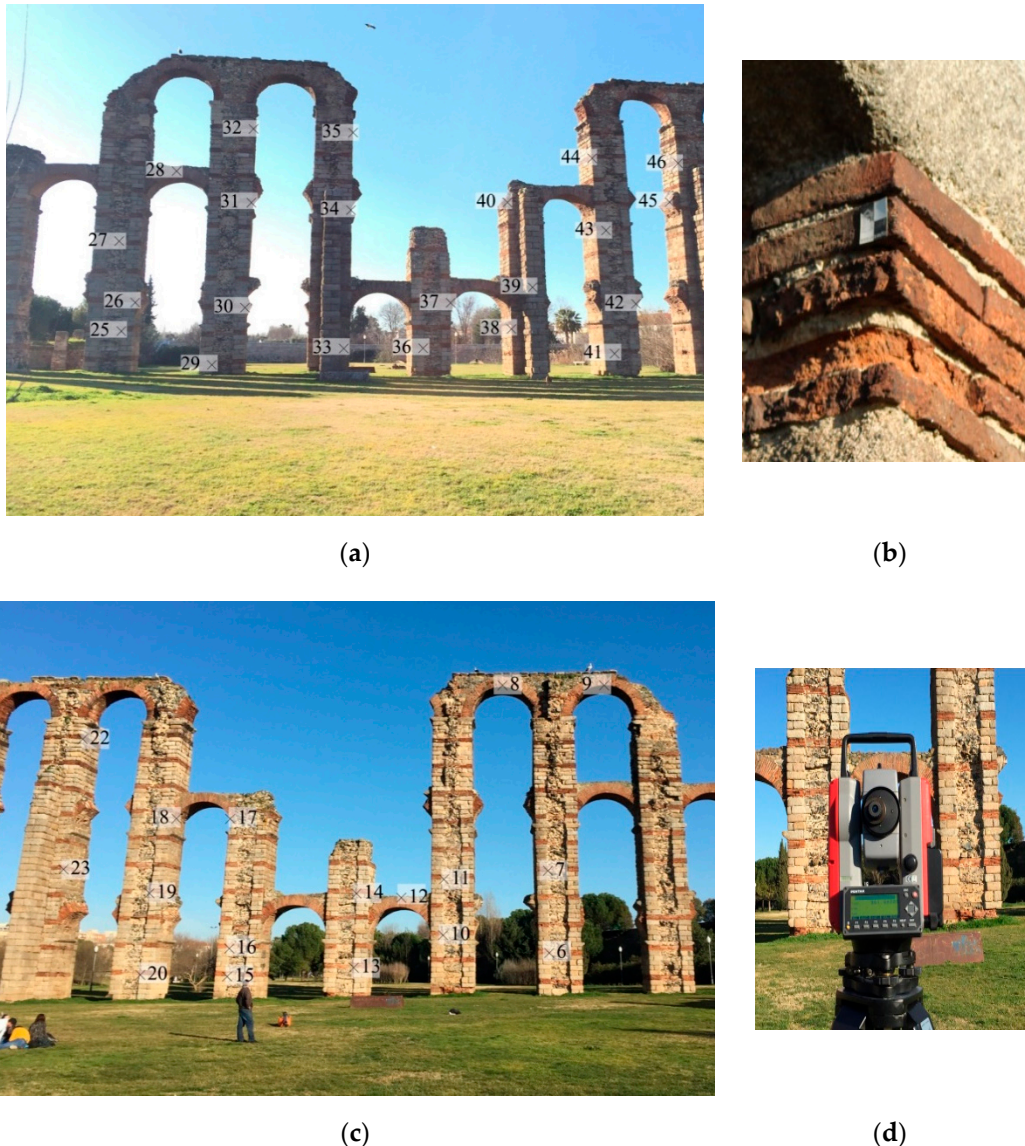 32 × 35 ×
28 × 44 × 46 ×
31 × 34 × 40 × 45 ×
27 × 43 ×
26 × 30 × 37 × 39 × 42 ×
25 × 38 ×
29 × 33 × 36 × 41 ×
(a)
(b)
×8 9×
×22
18× ×17
×23 ×19 ×14 ×12 ×11 ×7
×16 ×10 ×6
×20 ×15 ×13
PENTAX
(c)
(d)